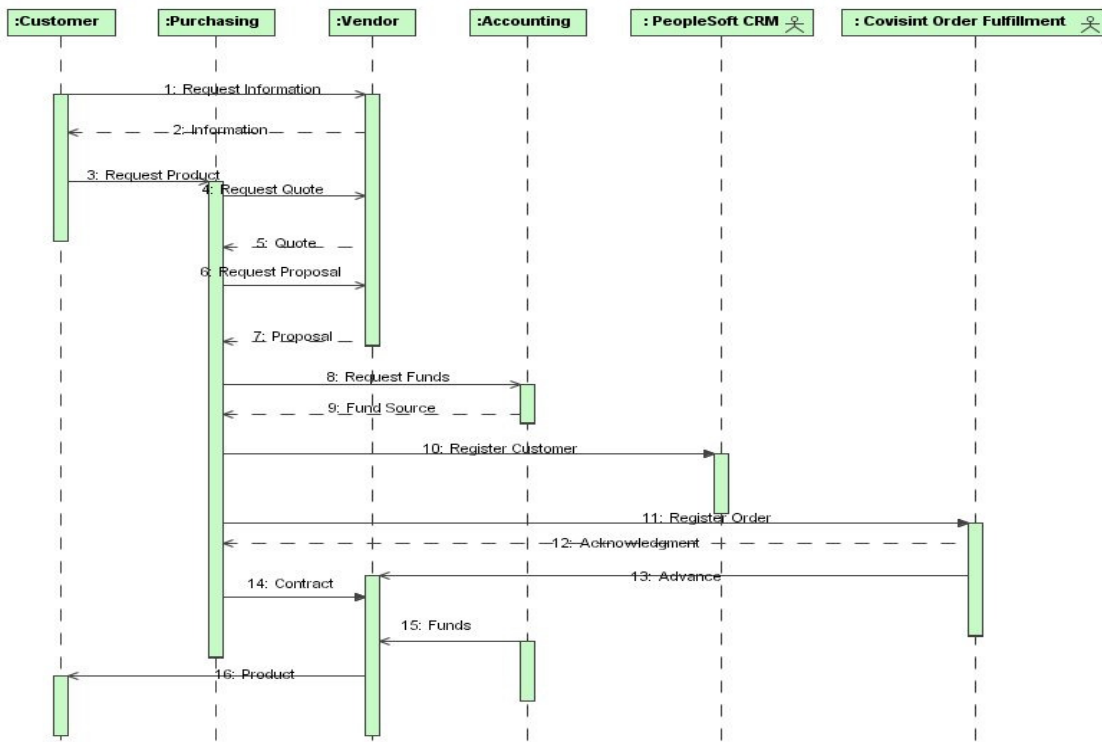 :Customer
:Purchasing
:Vendor
:Accounting
: PeopleSoft CRM
: Covisint Order Fulfillment
1: Request Information
2: Information
3: Request Product
4: Request Quote
5: Quote
6: Request Proposal
7: Proposal
8: Request Funds
9: Fund Source
10: Register Customer
11: Register Order
12: Acknowledgment
13: Advance
14: Contract
15: Funds
16: Product